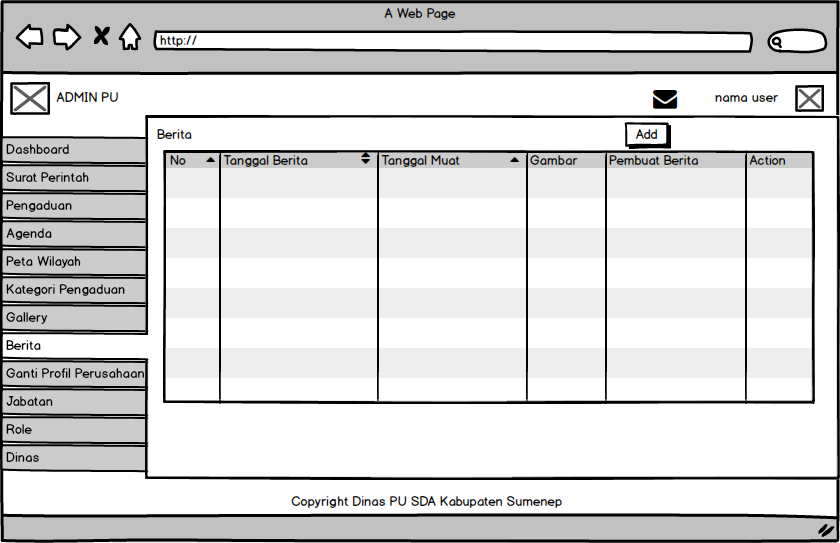 A Web Page
http://
ADMIN PU
nama user
Berita
Add
No Tanggal Berita Tanggal Muat Gambar Pembuat Berita Action
Dashboard
Surat Perintah
Pengaduan
Agenda
Peta Wilayah
Kategori Pengaduan
Gallery
Berita
Ganti Profil Perusahaan
Jabatan
Role
Dinas
Copyright Dinas PU SDA Kabupaten Sumenep